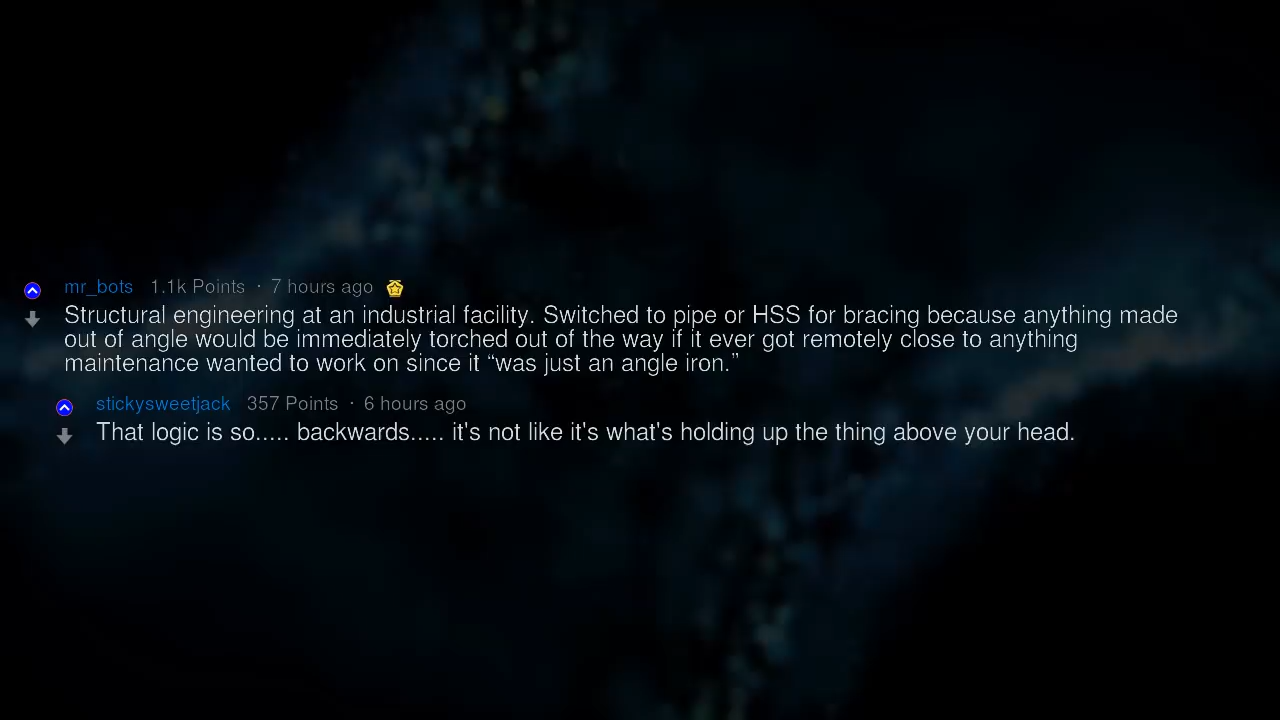 mr_bots 1.1k Points · 7 hours ago
Structural engineering at an industrial facility. Switched to pipe or HSS for bracing because anything made
out of angle would be immediately torched out of the way if it ever got remotely close to anything
maintenance wanted to work on since it “was just an angle iron.”
stickysweetjack 357 Points · 6 hours ago
That logic is so..... backwards..... it's not like it's what's holding up the thing above your head.